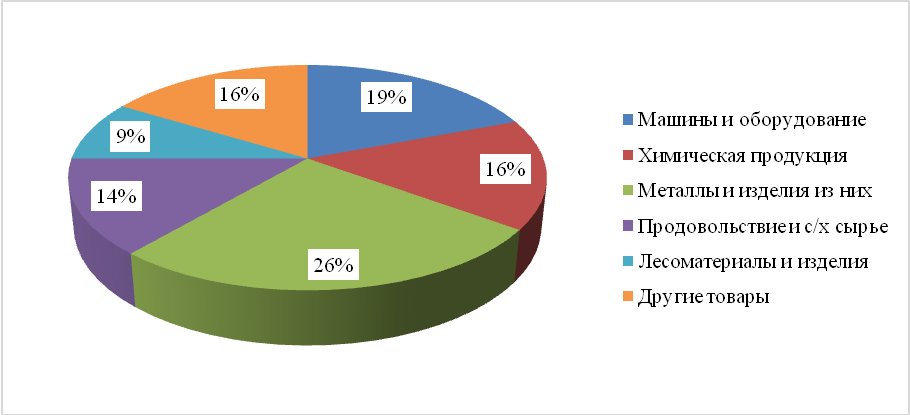 19%
16%
26%
14%
9%
16%
Машины и оборудование
Химическая продукция
Металлы и изделия из них
Продовольствие и с/х сырье
Лесоматериалы и изделия
Другие товары